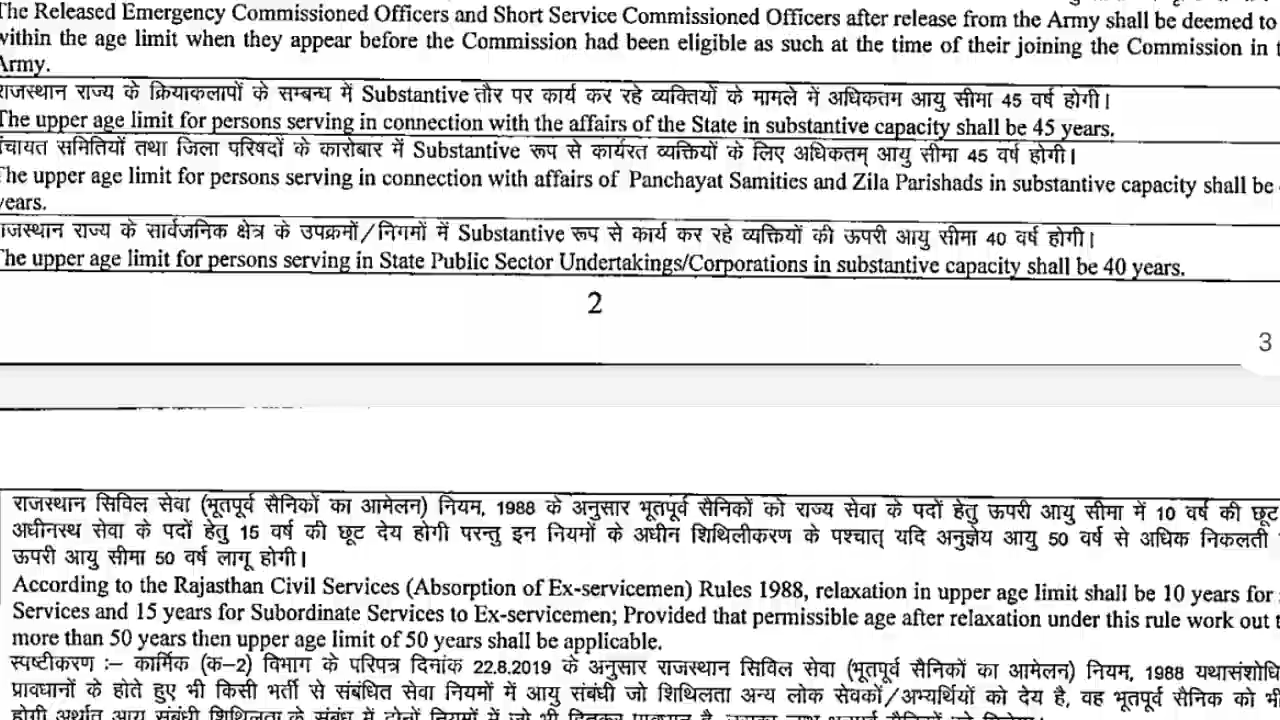 The Released Emergency Commissioned Officers and Short Service Commissioned Officers after release from the Army shall be deemed to
within the age limit when they appear before the Commission had been eligible as such at the time of their joining the Commission in
Army.
राजस्थान राज्य के क्रियाकलापों के सम्बन्ध में Substantive तौर पर कार्य कर रहे व्यक्तियों के मामले में अधिकतम आयु सीमा 45 वर्ष होगी।
The upper age limit for persons serving in connection with the affairs of the State in substantive capacity shall be 45 years.
पंचायत समितियों तथा जिला परिषदों के कारोबार में Substantive रूप से कार्यरत व्यक्तियों के लिए अधिकतम् आयु सीमा 45 वर्ष होगी।
The upper age limit for persons serving in connection with affairs of Panchayat Samities and Zila Parishads in substantive capacity shall be
years.
राजस्थान राज्य के सार्वजनिक क्षेत्र के उपक्रमों/निगमों में Substantive रूप से कार्य कर रहे व्यक्तियों की ऊपरी आयु सीमा 40 वर्ष होगी।
The upper age limit for persons serving in State Public Sector Undertakings/Corporations in substantive capacity shall be 40 years.
2
3
राजस्थान सिविल सेवा (भूतपूर्व सैनिकों का आमेलन) नियम, 1988 के अनुसार भूतपूर्व सैनिकों को राज्य सेवा के पदों हेतु ऊपरी आयु सीमा में 10 वर्ष की छूट
अधीनस्थ सेवा के पदों हेतु 15 वर्ष की छूट देय होगी परन्तु इन नियमों के अधीन शिथिलीकरण के पश्चात् यदि अनुज्ञेय आयु 50 वर्ष से अधिक निकलती
ऊपरी आयु सीमा 50 वर्ष लागू होगी।
According to the Rajasthan Civil Services (Absorption of Ex-servicemen) Rules 1988, relaxation in upper age limit shall be 10 years for
Services and 15 years for Subordinate Services to Ex-servicemen; Provided that permissible age after relaxation under this rule work out
more than 50 years then upper age limit of 50 years shall be applicable.
स्पष्टीकरण :– कार्मिक (क–2) विभाग के परिपत्र दिनांक 22.8.2019 के अनुसार राजस्थान सिविल सेवा (भूतपूर्व सैनिकों का आमेलन) नियम, 1988 यथासंशोधि
प्रावधानों के होते हुए भी किसी भर्ती से संबंधित सेवा नियमों में आयु संबंधी जो शिथिलता अन्य लोक सेवकों/अभ्यर्थियों को देय है, वह भूतपूर्व सैनिक को भी
होगी अर्थात आयु संबंधी शिथिलता के संबंध में दोनों नियमों में जो भी